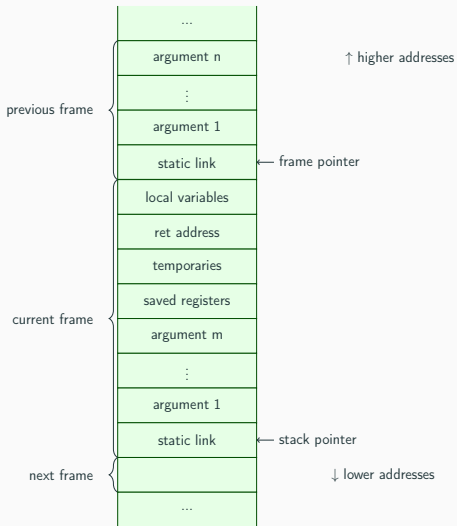 ...
argument n
↑ higher addresses
⋮
previous frame
argument 1
static link
← frame pointer
local variables
ret address
temporaries
saved registers
current frame
argument m
⋮
argument 1
static link
← stack pointer
next frame
↓ lower addresses
...